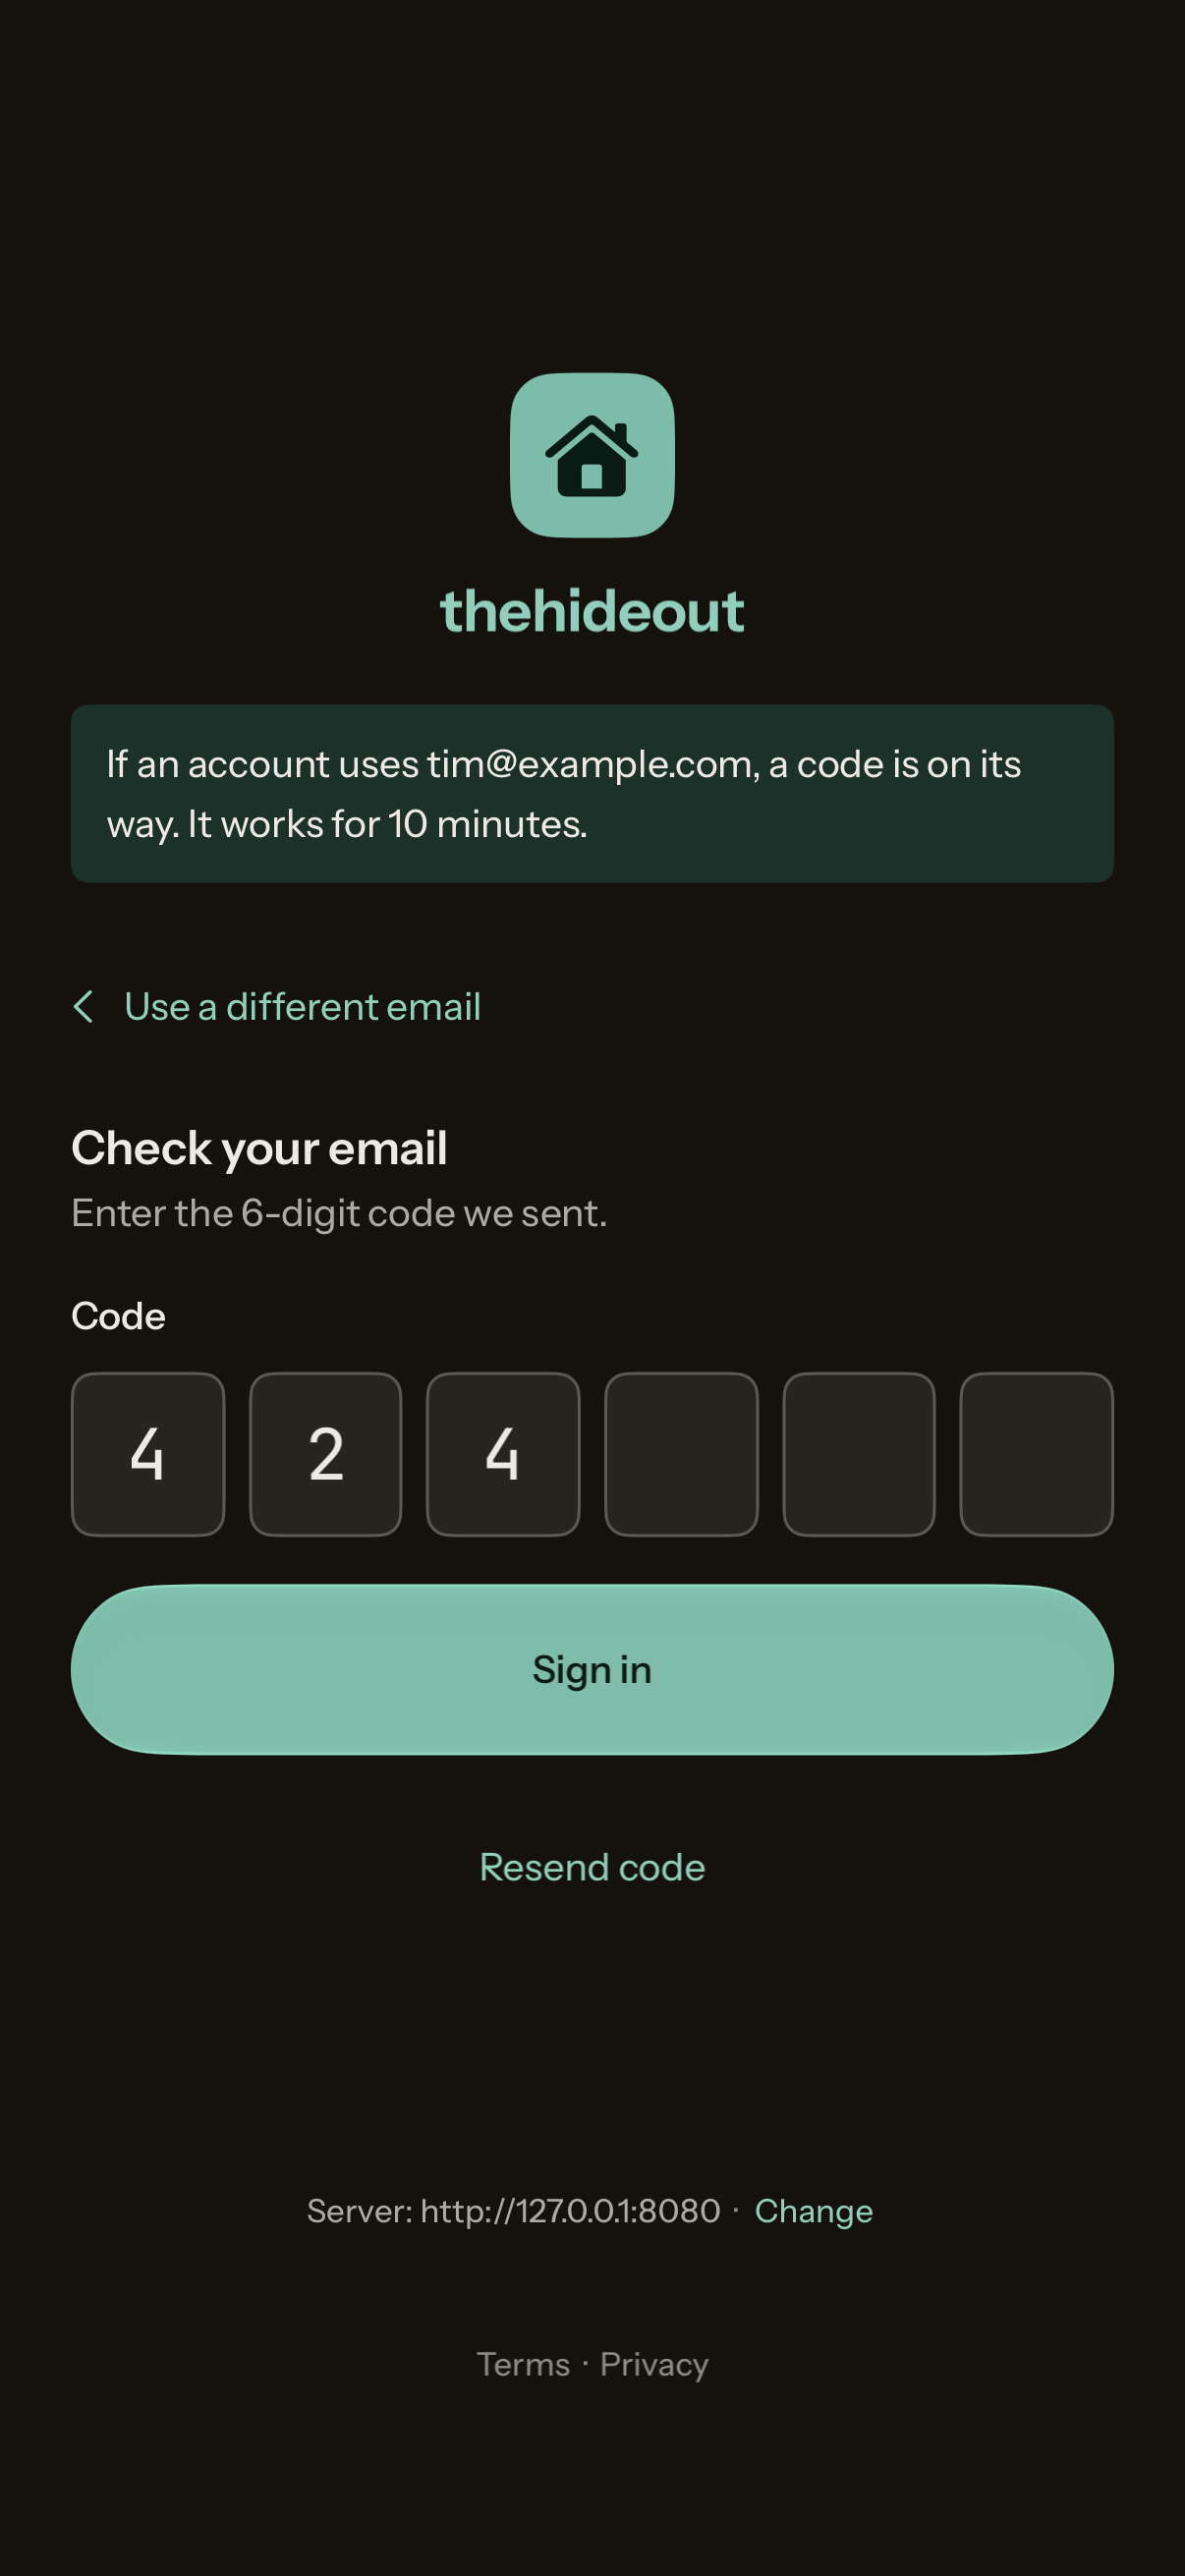 thehideout
If an account uses tim@example.com, a code is on its
way. It works for 10 minutes.
Use a different email
Check your email
Enter the 6-digit code we sent.
Code
4 2 4
Sign in
Resend code
Server: http://127.0.0.1:8080 · Change
Terms · Privacy